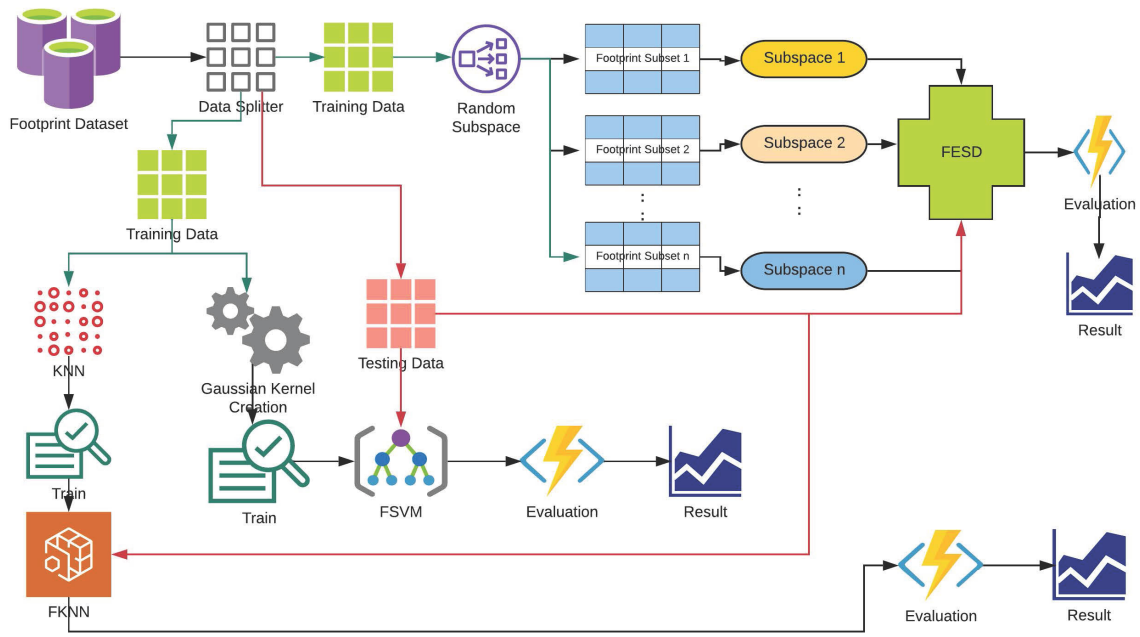 Footprint Dataset
Data Splitter
Training Data
Random
Subspace
Footprint Subset 1
Subspace 1
Footprint Subset 2
Subspace 2
Footprint Subset n
Subspace n
FESD
Evaluation
Result
Training Data
KNN
Gaussian Kernel
Creation
Testing Data
Train
Train
FSVM
Evaluation
Result
FKNN
Evaluation
Result